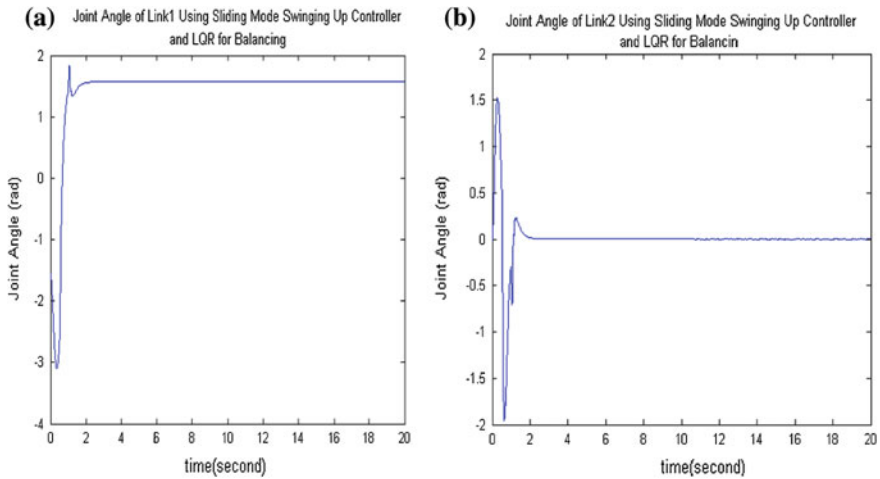 (a)
Joint Angle of Link1 Using Sliding Mode Swinging Up Controller
and LQR for Balancing
2
1
0
-1
-2
-3
-4
Joint Angle (rad)
0 2 4 6 8 10 12 14 16 18 20
time(second)
(b)
Joint Angle of Link2 Using Sliding Mode Swinging Up Controller
and LQR for Balancin
2
1.5
1
0.5
0
-0.5
-1
-1.5
-2
Joint Angle (rad)
0 2 4 6 8 10 12 14 16 18 20
time(second)